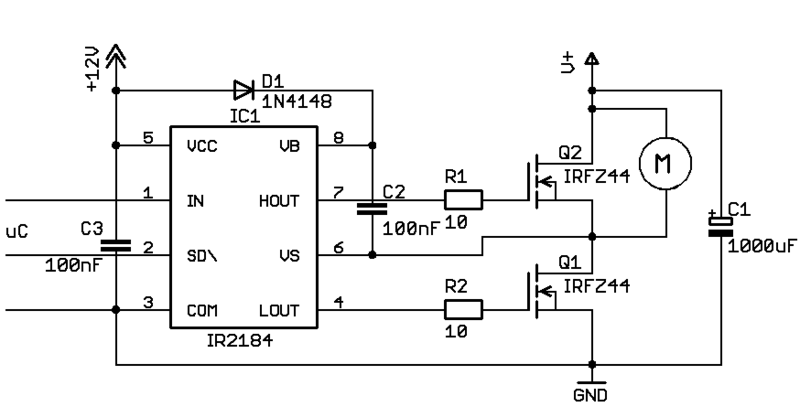 +12V
V+
D1
1N4148
IC1
5 VCC VB 8
Q2
M
R1
IRFZ44
1 IN HOUT 7
C2
10
uC
C3
100nF
+
C1
1000uF
2 SD\ VS 6
100nF
Q1
R2
IRFZ44
3 COM LOUT 4
10
IR2184
GND